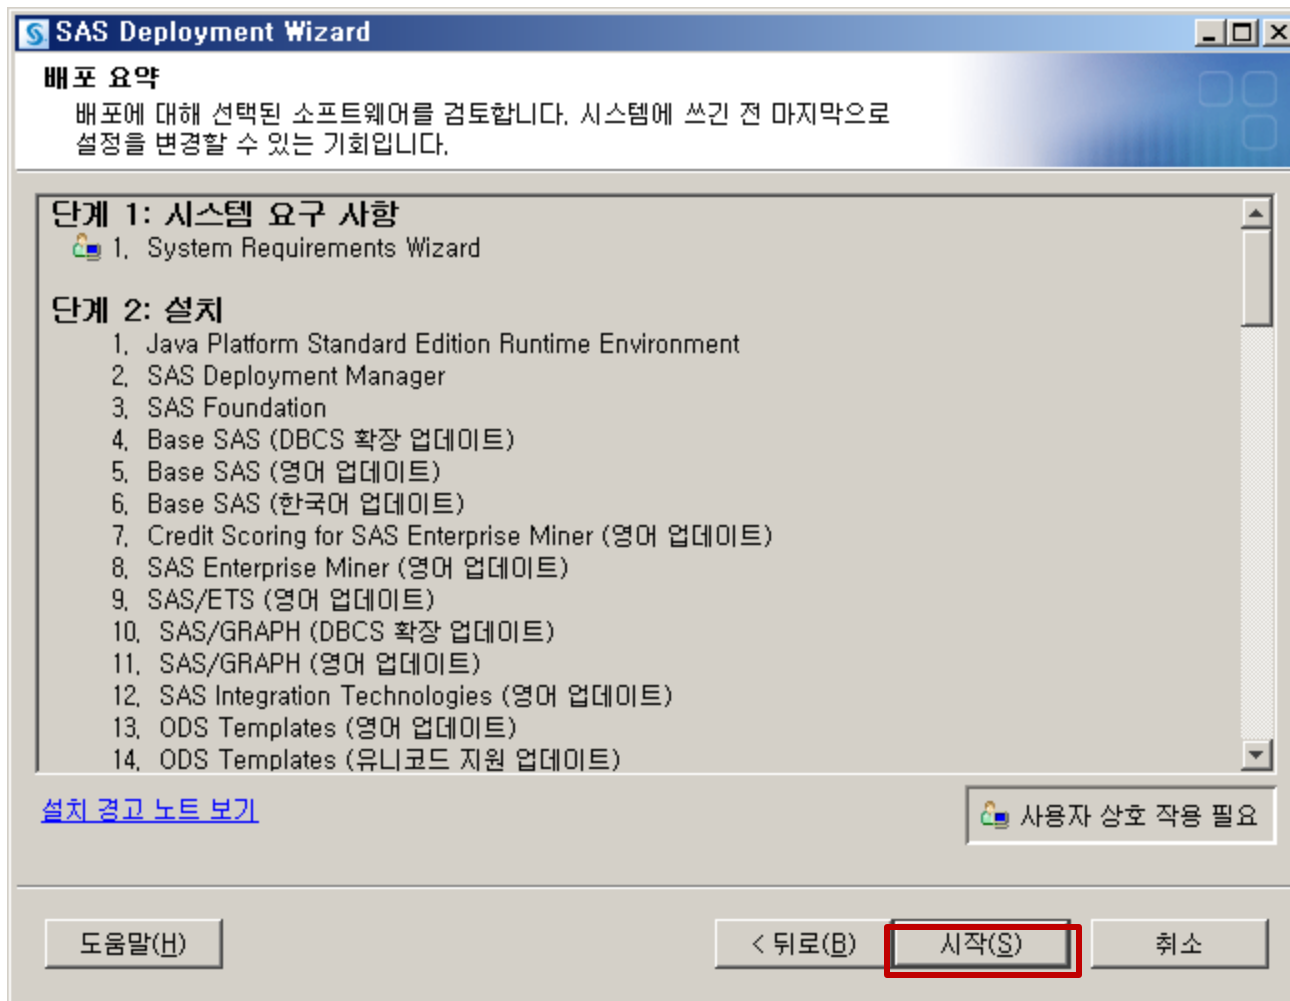 SAS Deployment Wizard
배포 요약
배포에 대해 선택된 소프트웨어를 검토합니다. 시스템에 쓰긴 전 마지막으로
설정을 변경할 수 있는 기회입니다.
단계 1: 시스템 요구 사항
1. System Requirements Wizard
단계 2: 설치
1. Java Platform Standard Edition Runtime Environment
2. SAS Deployment Manager
3. SAS Foundation
4. Base SAS (DBCS 확장 업데이트)
5. Base SAS (영어 업데이트)
6. Base SAS (한국어 업데이트)
7. Credit Scoring for SAS Enterprise Miner (영어 업데이트)
8. SAS Enterprise Miner (영어 업데이트)
9. SAS/ETS (영어 업데이트)
10. SAS/GRAPH (DBCS 확장 업데이트)
11. SAS/GRAPH (영어 업데이트)
12. SAS Integration Technologies (영어 업데이트)
13. ODS Templates (영어 업데이트)
14. ODS Templates (유니코드 지원 업데이트)
설치 경고 노트 보기
사용자 상호 작용 필요
도움말(H)
< 뒤로(B)
시작(S)
취소